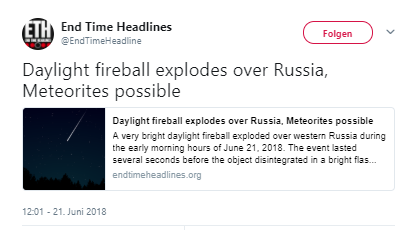 ETH
End Time Headlines
@EndTimeHeadline
Folgen
Daylight fireball explodes over Russia,
Meteorites possible
Daylight fireball explodes over Russia, Meteorites possible
A very bright daylight fireball exploded over western Russia during
the early morning hours of June 21, 2018. The event lasted
several seconds before the object disintegrated in a bright flas...
endtimeheadlines.org
12:01 - 21. Juni 2018